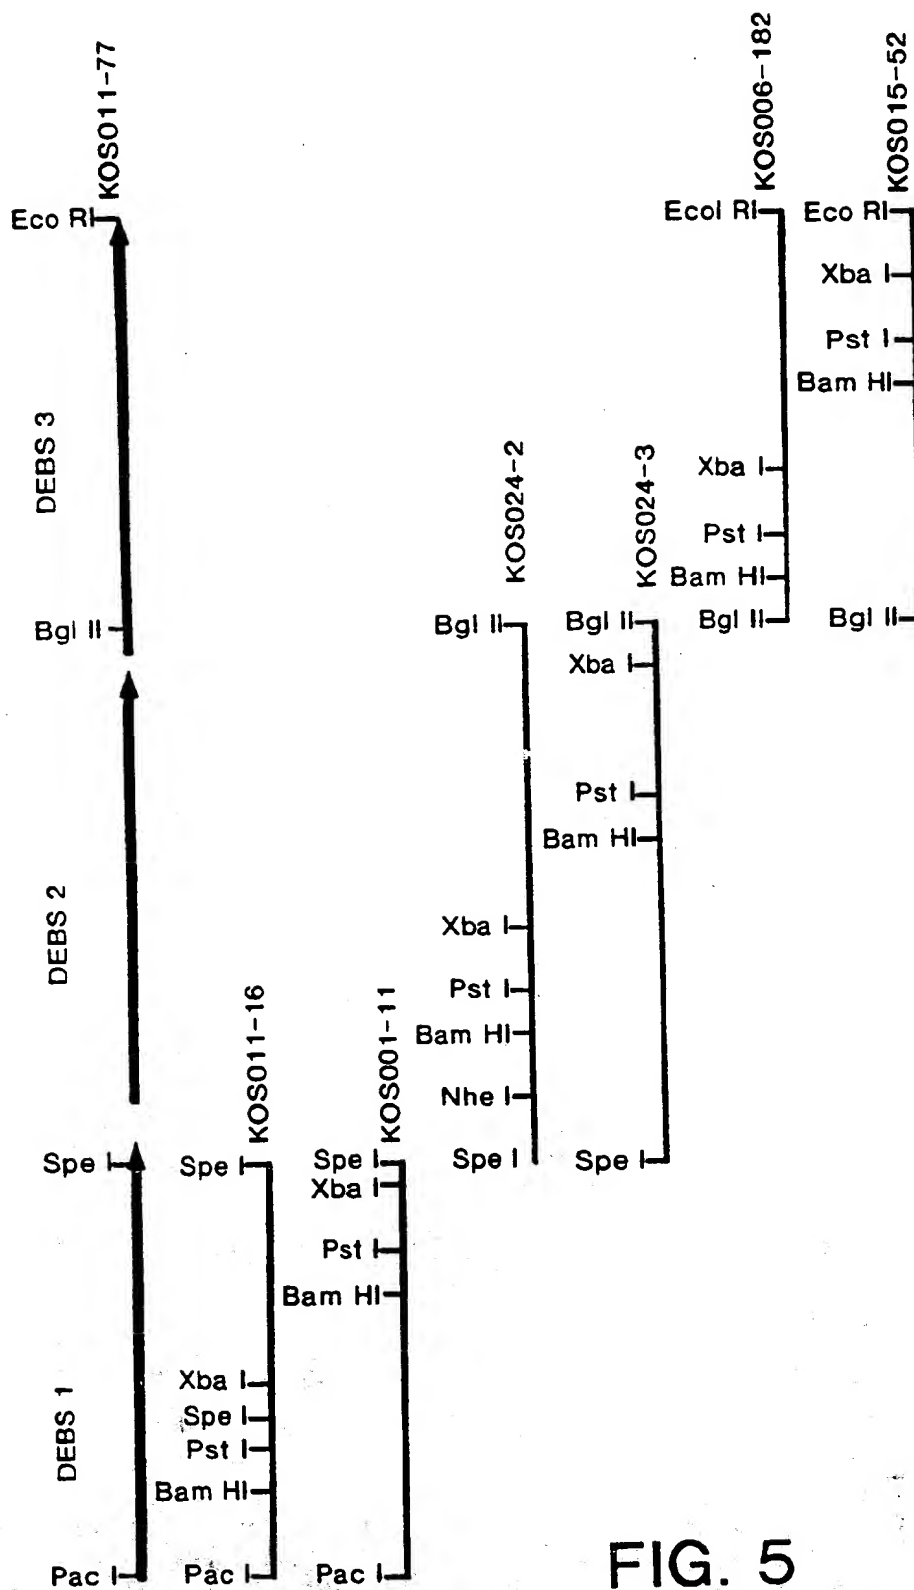 KOS011-77
Eco RI
DEBS 3
Bgl II
DEBS 2
Spe I
DEBS 1
Pac I
KOS011-16
Spe I
Xba I
Spe I
Pst I
Bam HI
Pac I
KOS001-11
Spe I
Xba I
Pst I
Bam HI
Pac I
KOS024-2
Bgl II
Xba I
Pst I
Bam HI
Nhe I
Spe I
KOS024-3
Bgl II
Xba I
Pst I
Bam HI
Spe I
KOS006-182
Ecol RI
Xba I
Pst I
Bam HI
Bgl II
KOS015-52
Eco RI
Xba I
Pst I
Bam HI
Bgl II
FIG. 5